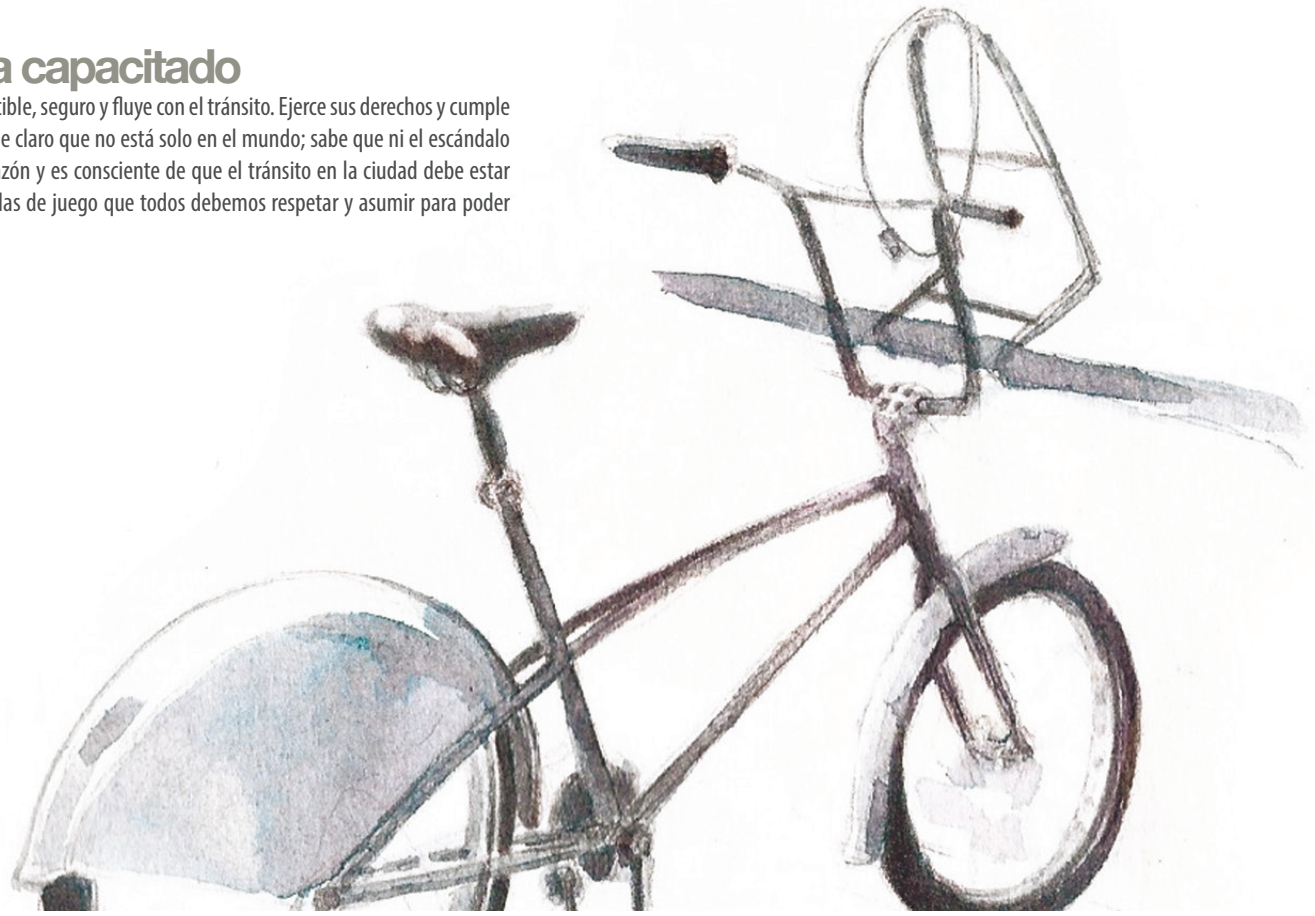 a capacitado
tible, seguro y fluye con el tránsito. Ejerce sus derechos y cumple
e claro que no está solo en el mundo; sabe que ni el escándalo
azón y es consciente de que el tránsito en la ciudad debe estar
las de juego que todos debemos respetar y asumir para poder